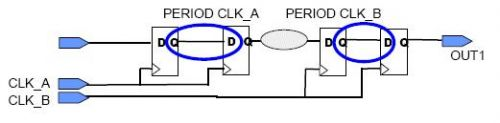 PERIOD CLK_A PERIOD CLK_B
D Q D Q D Q D Q
OUT1
CLK_A
CLK_B